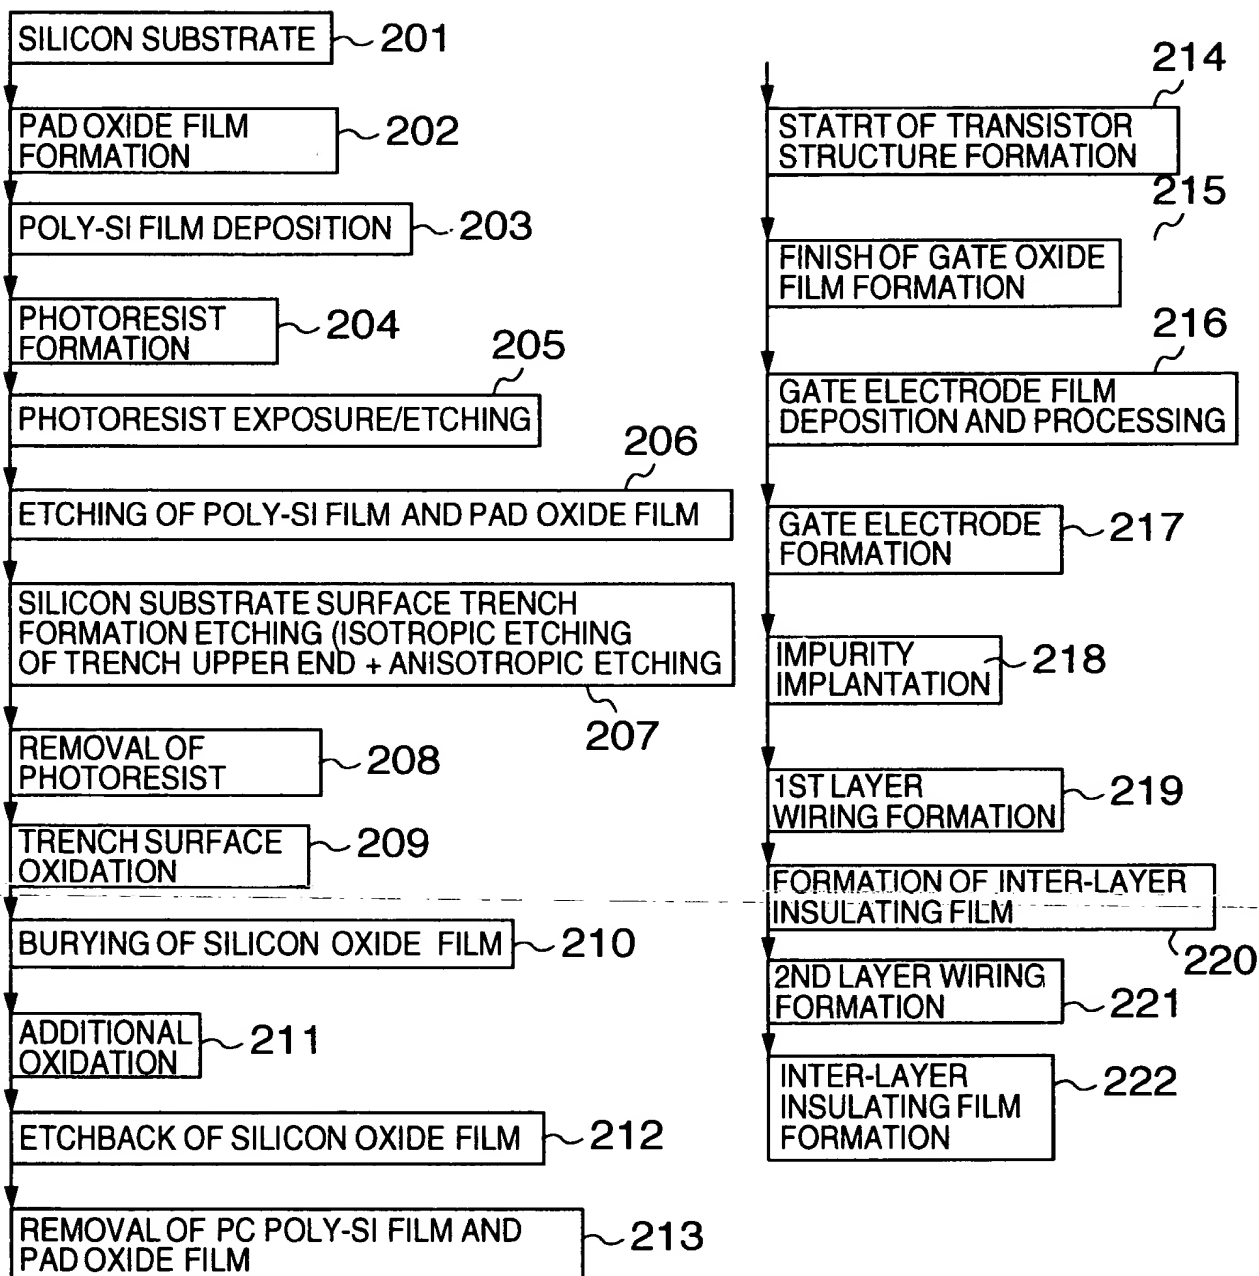 SILICON SUBSTRATE 201
PAD OXIDE FILM
FORMATION 202
POLY-SI FILM DEPOSITION 203
PHOTORESIST
FORMATION 204
205
PHOTORESIST EXPOSURE/ETCHING
206
ETCHING OF POLY-SI FILM AND PAD OXIDE FILM
SILICON SUBSTRATE SURFACE TRENCH
FORMATION ETCHING (ISOTROPIC ETCHING
OF TRENCH UPPER END + ANISOTROPIC ETCHING
207
REMOVAL OF
PHOTORESIST 208
TRENCH SURFACE
OXIDATION 209
BURYING OF SILICON OXIDE FILM 210
ADDITIONAL
OXIDATION 211
ETCHBACK OF SILICON OXIDE FILM 212
REMOVAL OF PC POLY-SI FILM AND
PAD OXIDE FILM 213
214
STATRT OF TRANSISTOR
STRUCTURE FORMATION
215
FINISH OF GATE OXIDE
FILM FORMATION
216
GATE ELECTRODE FILM
DEPOSITION AND PROCESSING
GATE ELECTRODE
FORMATION 217
IMPURITY
IMPLANTATION 218
1ST LAYER
WIRING FORMATION 219
FORMATION OF INTER-LAYER
INSULATING FILM
220
2ND LAYER WIRING
FORMATION 221
INTER-LAYER
INSULATING FILM
FORMATION 222